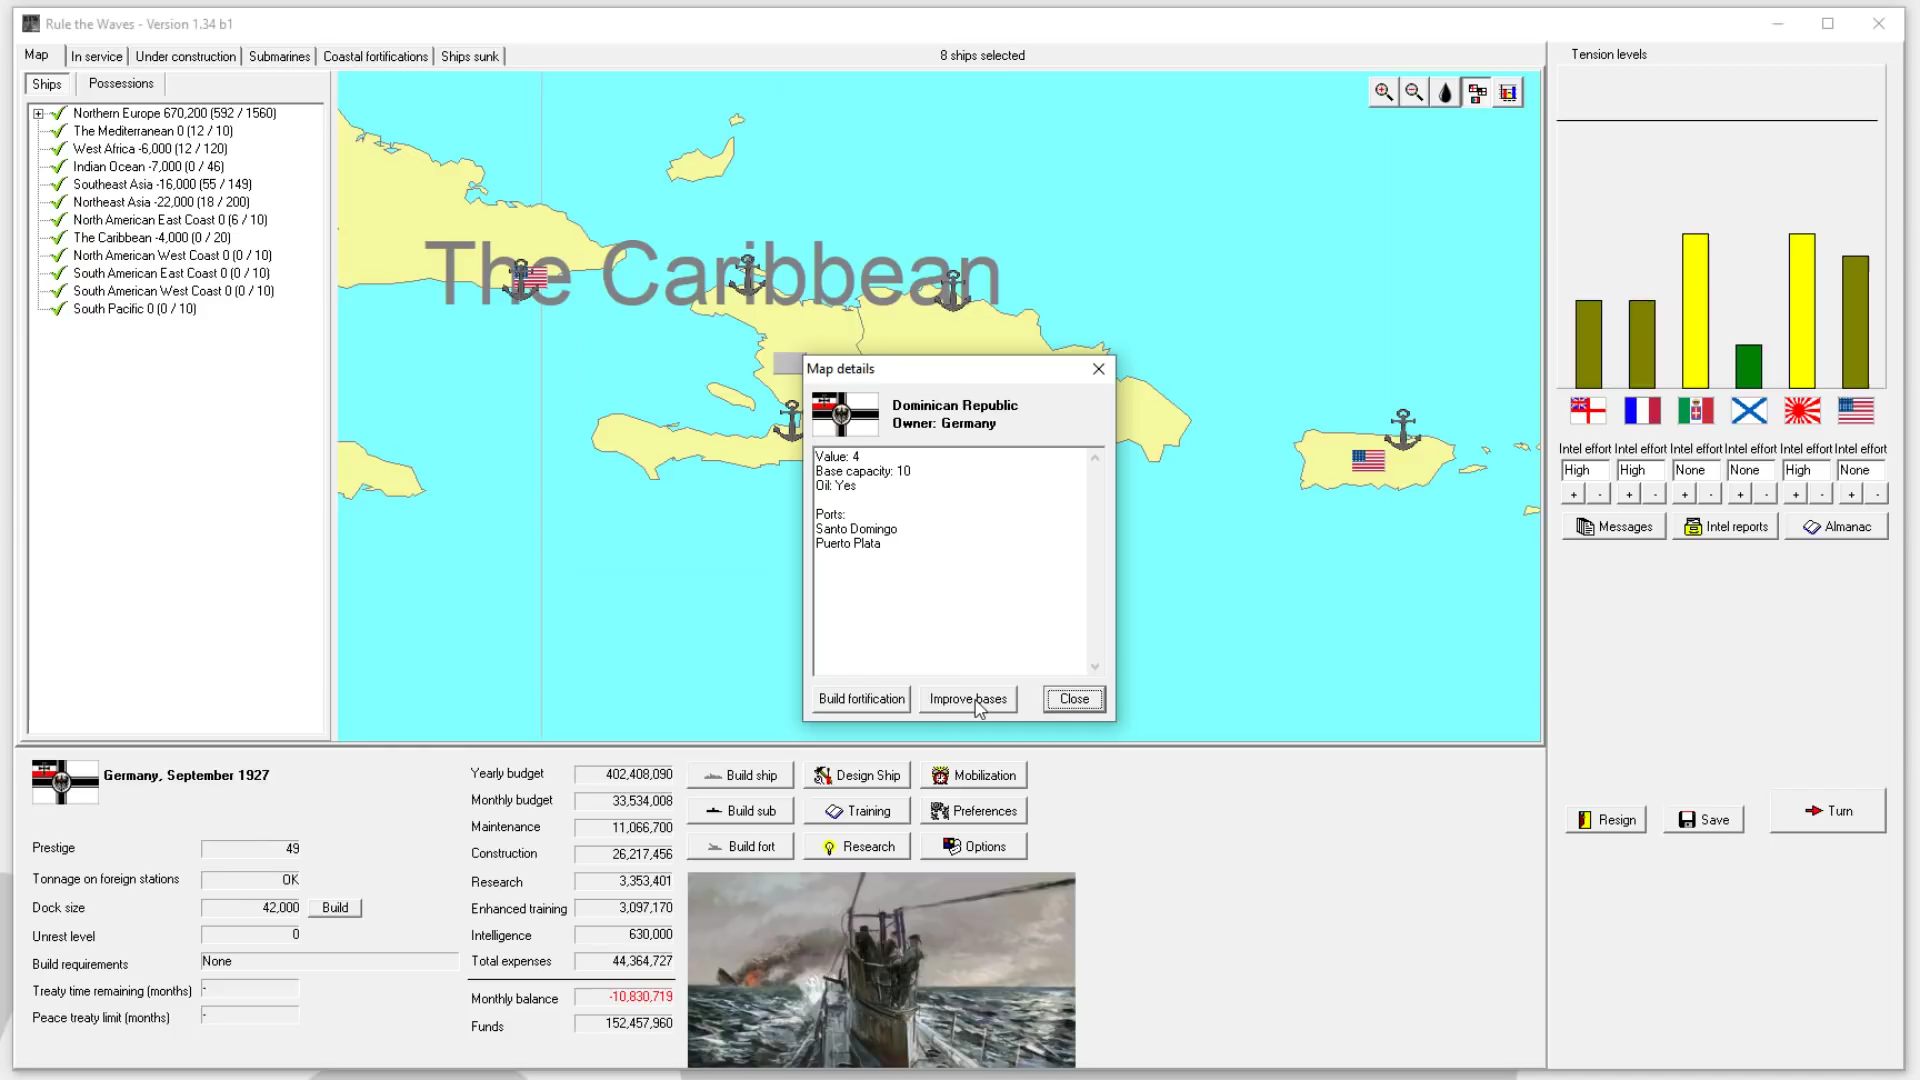 Rule the Waves - Version 1.34 b1
Map
In service
Under construction
Submarines
Coastal fortifications
Ships sunk
8 ships selected
Tension levels
Ships
Possessions
Northern Europe 670,200 (592 / 1560)
The Mediterranean 0 (12 / 10)
West Africa -6,000 (12 / 120)
Indian Ocean -7,000 (0 / 46)
Southeast Asia -16,000 (55 / 149)
Northeast Asia -22,000 (18 / 200)
North American East Coast 0 (6 / 10)
The Caribbean -4,000 (0 / 20)
North American West Coast 0 (0 / 10)
South American East Coast 0 (0 / 10)
South American West Coast 0 (0 / 10)
South Pacific 0 (0 / 10)
The Caribbean
Map details
Dominican Republic
Owner: Germany
Value: 4
Base capacity: 10
Oil: Yes
Ports:
Santo Domingo
Puerto Plata
Build fortification
Improve bases
Close
Intel effort Intel effort Intel effort Intel effort Intel effort Intel effort
High High None None High None
+ - + - + - + - + - + -
Messages
Intel reports
Almanac
Germany, September 1927
Prestige 49
Tonnage on foreign stations OK
Dock size 42,000 Build
Unrest level 0
Build requirements None
Treaty time remaining (months) -
Peace treaty limit (months) -
Yearly budget 402,408,090
Monthly budget 33,534,008
Maintenance 11,066,700
Construction 26,217,456
Research 3,353,401
Enhanced training 3,097,170
Intelligence 630,000
Total expenses 44,364,727
Monthly balance -10,830,719
Funds 152,457,960
Build ship
Design Ship
Mobilization
Build sub
Training
Preferences
Build fort
Research
Options
Resign
Save
Turn